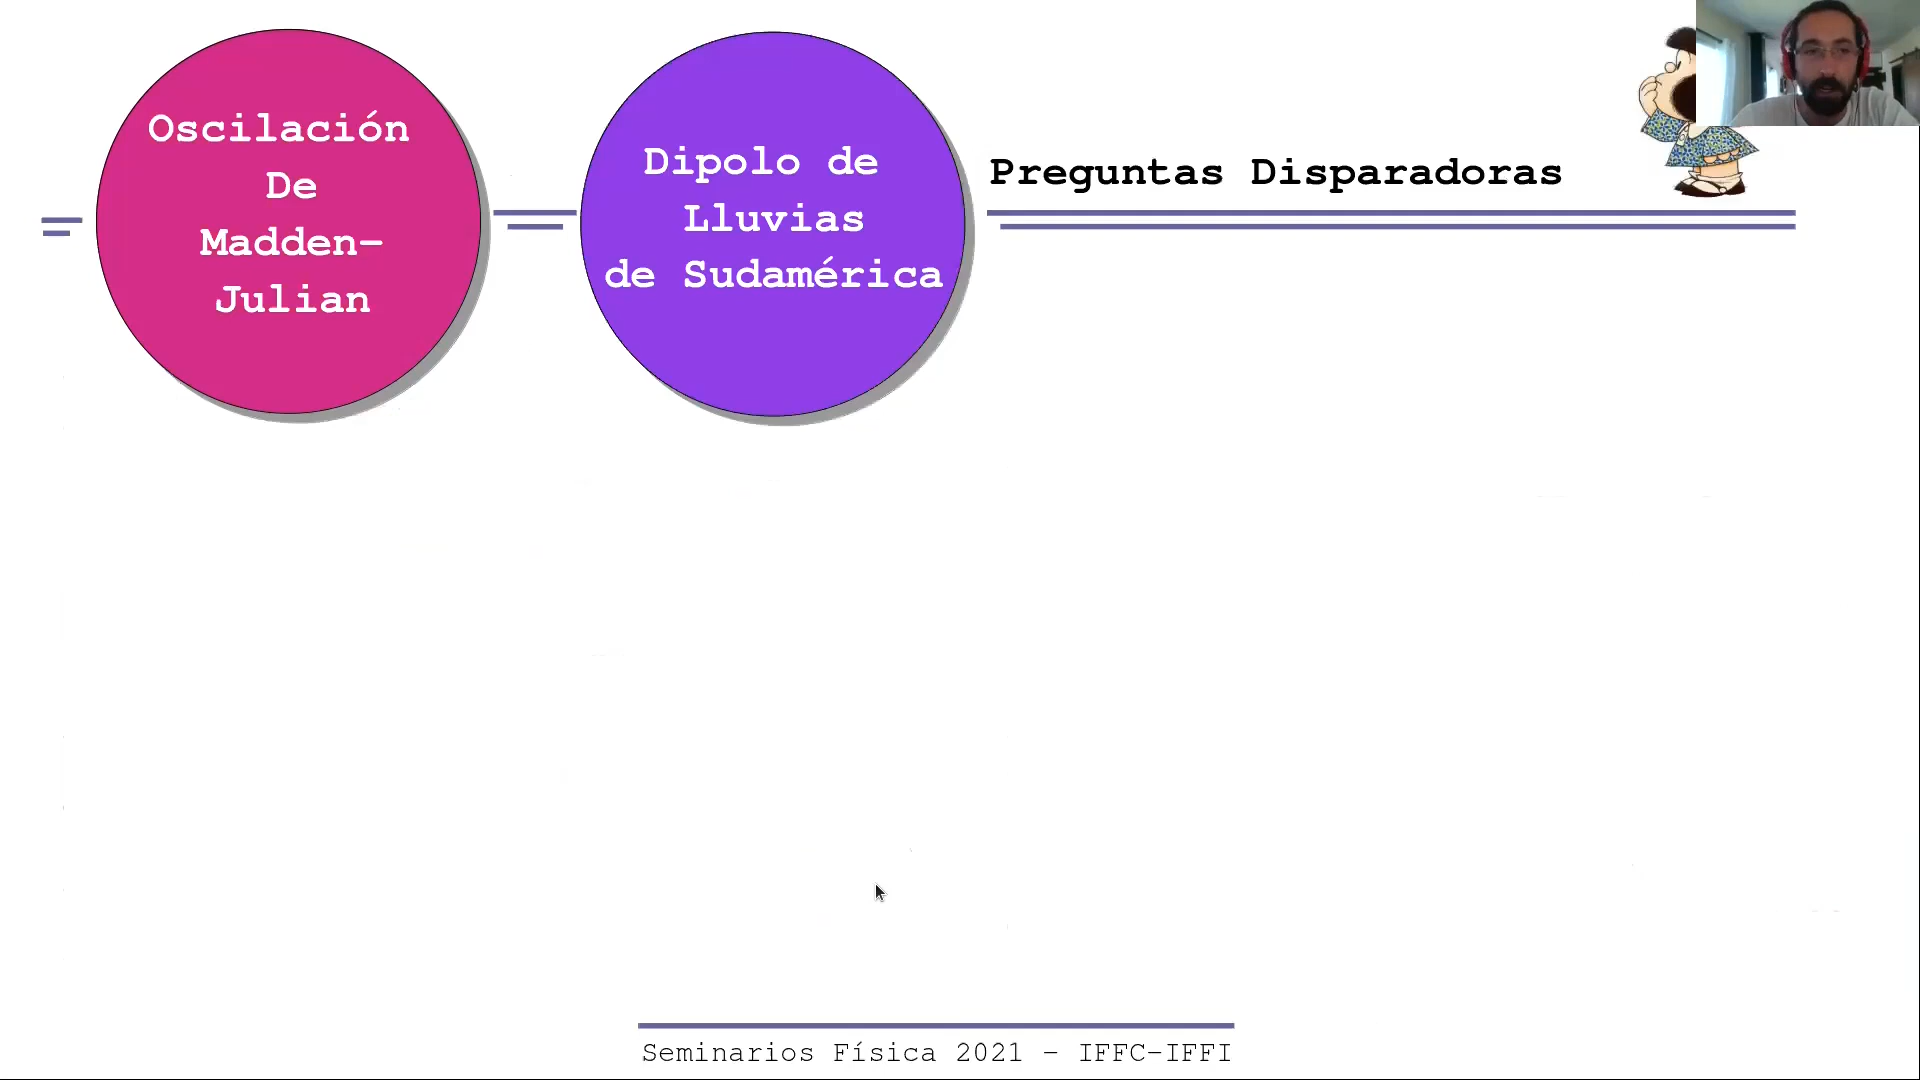 Oscilación
De
Madden-
Julian
Dipolo de
Lluvias
de Sudamérica
Preguntas Disparadoras
Seminarios Física 2021 - IFFC-IFFI